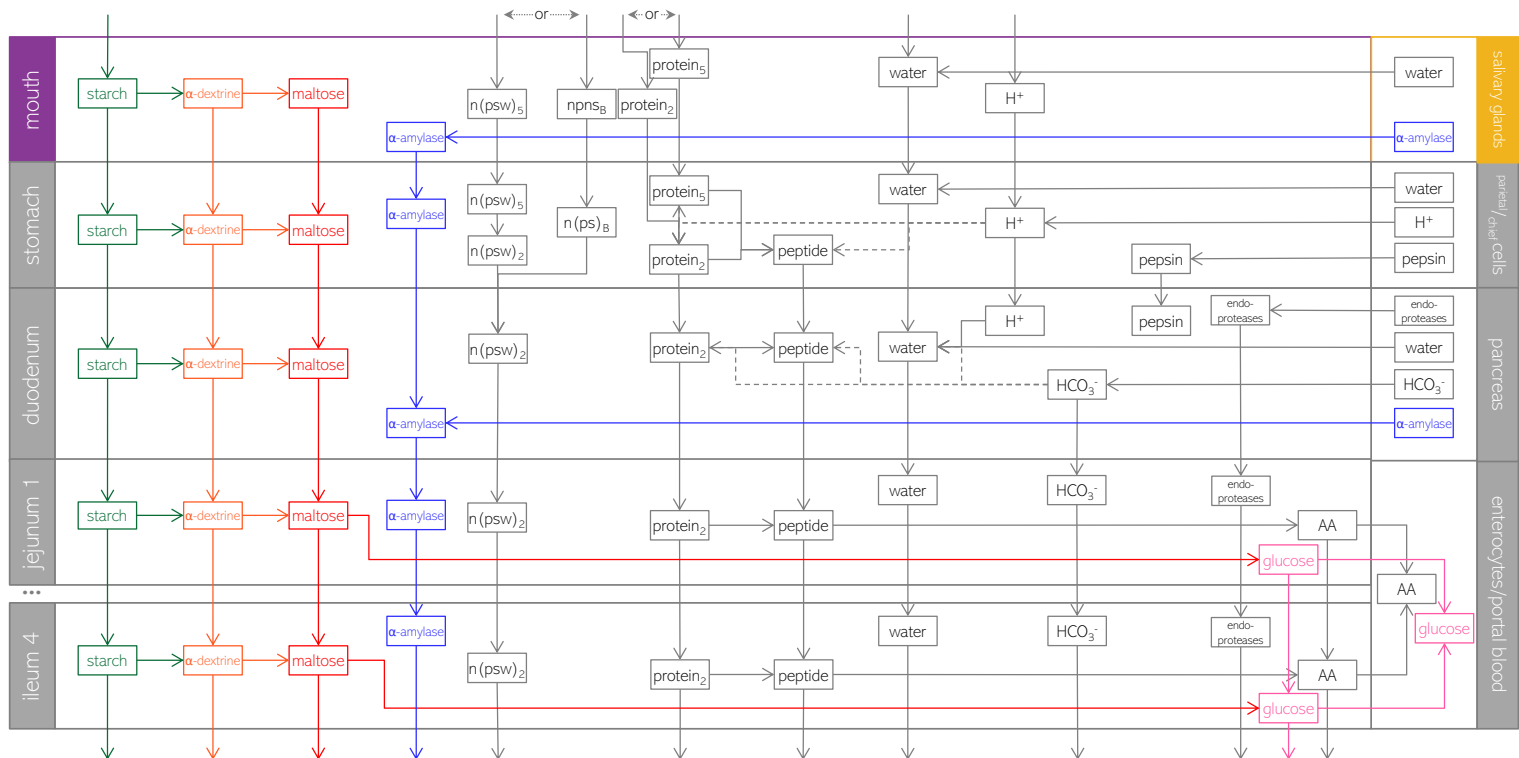 or or
mouth
starch α-dextrine maltose
α-amylase
n(psw)₅ npnsB protein₂
protein₅
water
H⁺
water
α-amylase
salivary glands
stomach
starch α-dextrine maltose
α-amylase
n(psw)₅
n(psw)₂
n(ps)B
protein₅
protein₂
peptide
water
H⁺
pepsin
water
H⁺
pepsin
parietal/chief cells
duodenum
starch α-dextrine maltose
α-amylase
n(psw)₂
protein₂ peptide water
H⁺
HCO₃⁻
pepsin
endo-
proteases
endo-
proteases
water
HCO₃⁻
α-amylase
pancreas
jejunum 1
starch α-dextrine maltose α-amylase n(psw)₂
protein₂ peptide
water
HCO₃⁻
endo-
proteases
AA
glucose
...
ileum 4
starch α-dextrine maltose
α-amylase
n(psw)₂
protein₂ peptide
water
HCO₃⁻
endo-
proteases
AA
glucose
AA
glucose
enterocytes/portal blood